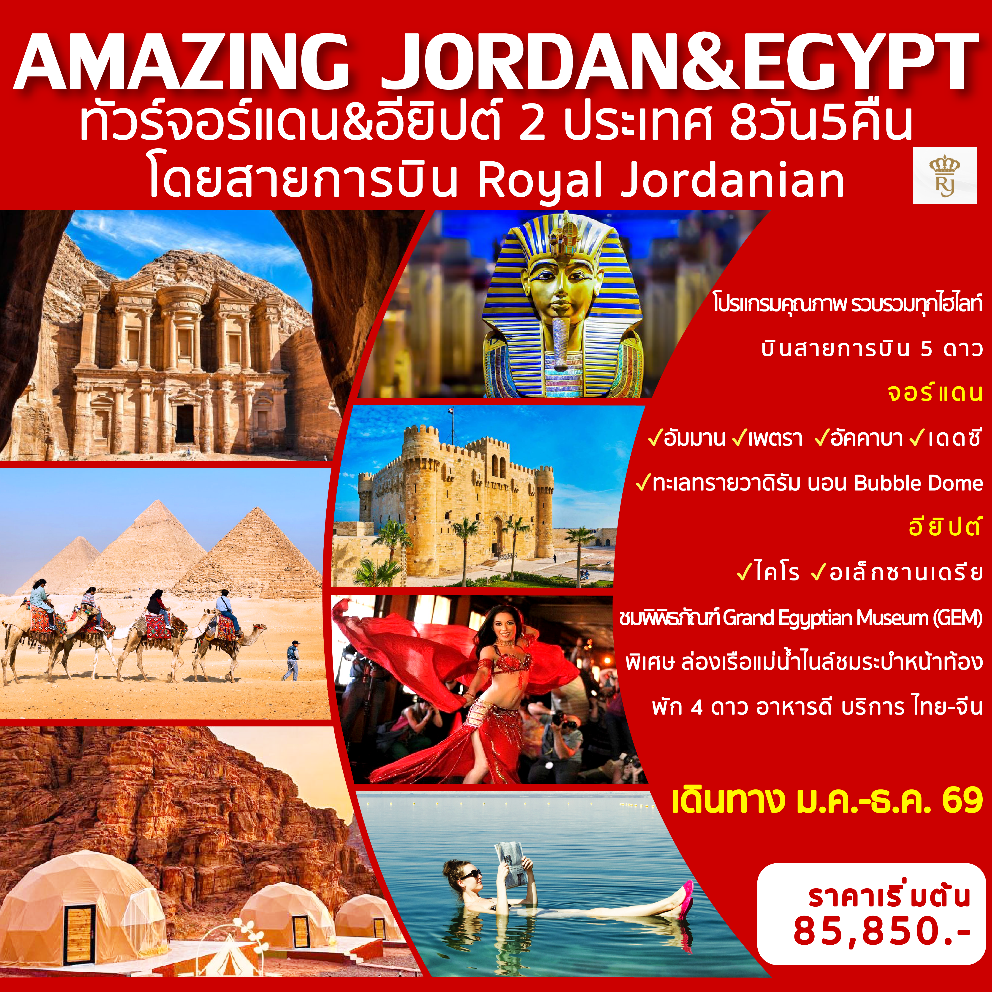 AMAZING JORDAN&EGYPT
ทัวร์จอร์แดน&อียิปต์ 2 ประเทศ 8วัน5คืน
โดยสายการบิน Royal Jordanian
RJ
โปรแกรมคุณภาพ รวบรวมทุกไฮไลท์
บินสายการบิน 5 ดาว
จอร์แดน
✓อัมมาน ✓เพตรา ✓อัคคาบา ✓เดดซี
✓ทะเลทรายวาดิรัม นอน Bubble Dome
อียิปต์
✓ไคโร ✓อเล็กซานเดรีย
ชมพิพิธภัณฑ์ Grand Egyptian Museum (GEM)
พิเศษ ล่องเรือแม่น้ำไนล์ชมระบำหน้าท้อง
พัก 4 ดาว อาหารดี บริการ ไทย-จีน
เดินทาง ม.ค.-ธ.ค. 69
ราคาเริ่มต้น
85,850.-